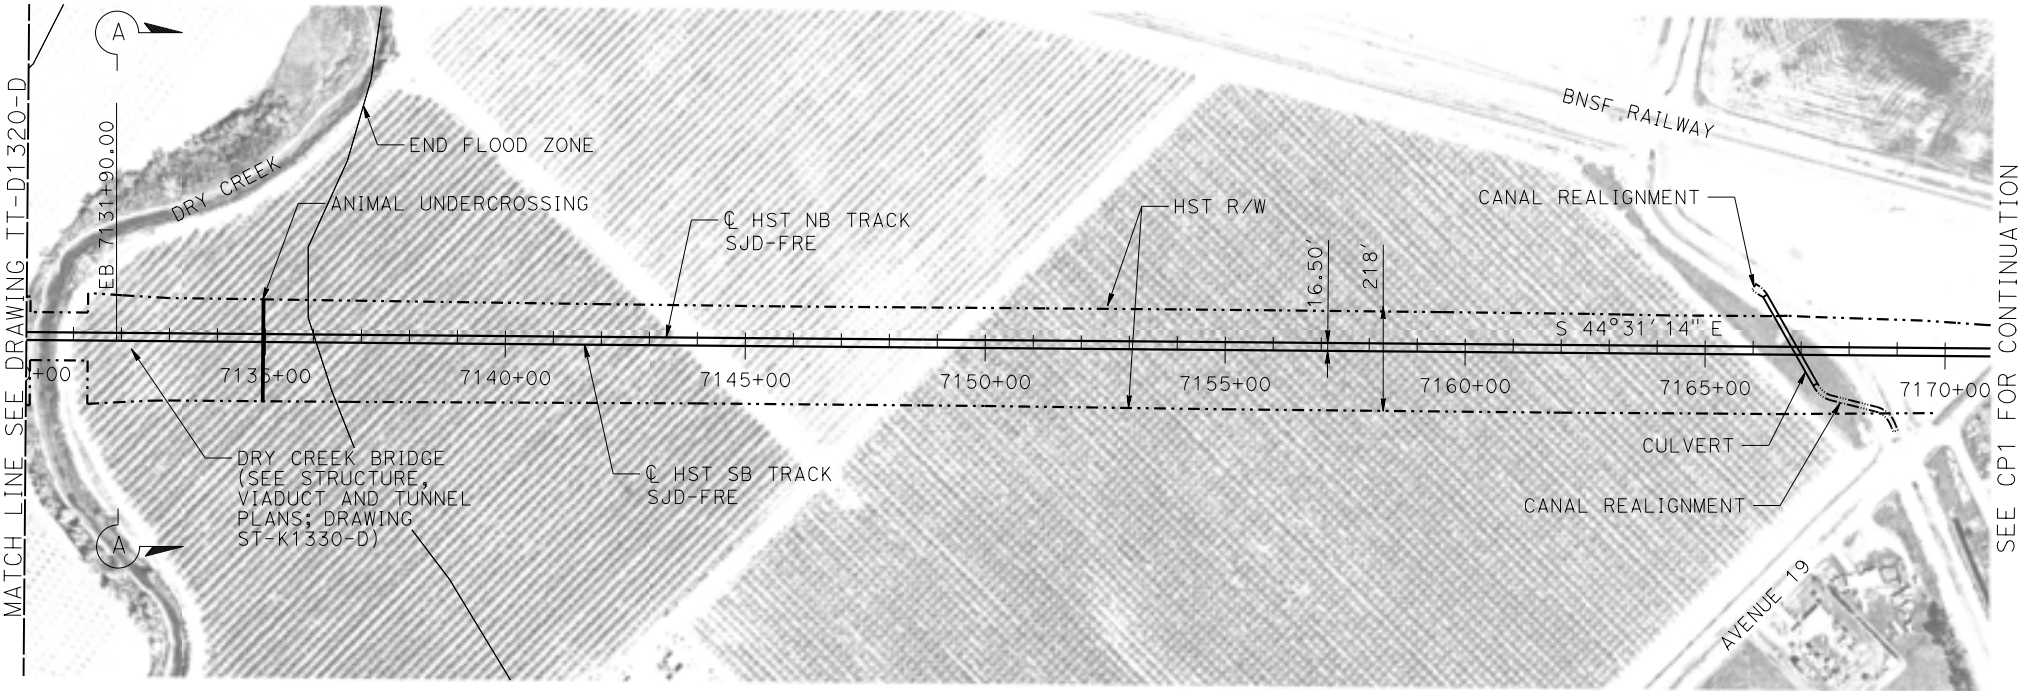 MATCH LINE SEE DRAWING TT-D1320-D
A
EB 7131+90.00
DRY CREEK
END FLOOD ZONE
ANIMAL UNDERCROSSING
℄ HST NB TRACK
SJD-FRE
HST R/W
16.50'
218'
BNSF RAILWAY
CANAL REALIGNMENT
S 44°31'14" E
+00
7135+00
7140+00
7145+00
7150+00
7155+00
7160+00
7165+00
7170+00
DRY CREEK BRIDGE
(SEE STRUCTURE,
VIADUCT AND TUNNEL
PLANS; DRAWING
ST-K1330-D)
℄ HST SB TRACK
SJD-FRE
CULVERT
CANAL REALIGNMENT
AVENUE 19
A
SEE CP1 FOR CONTINUATION